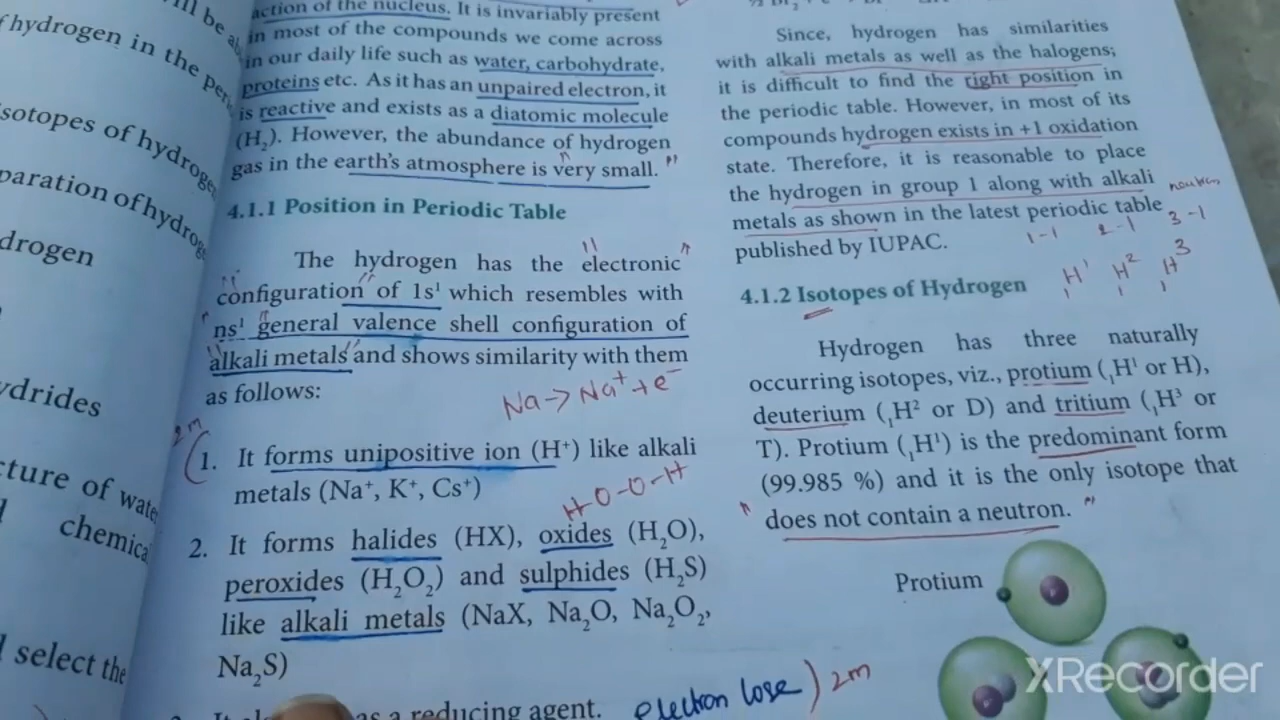 will be
f hydrogen in the
isotopes of hydrogen
paration of hydrog
drogen
ydrides
cture of wate
chemica
l select the
action of the nucleus. It is invariably present
in most of the compounds we come across
in our daily life such as water, carbohydrate,
proteins etc. As it has an unpaired electron, it
is reactive and exists as a diatomic molecule
(H₂). However, the abundance of hydrogen
gas in the earth's atmosphere is very small."
4.1.1 Position in Periodic Table
The hydrogen has the electronic
configuration of 1s¹ which resembles with
ns¹ general valence shell configuration of
alkali metals and shows similarity with them
as follows:
Na → Na⁺ + e⁻
2m
1. It forms unipositive ion (H⁺) like alkali
metals (Na⁺, K⁺, Cs⁺)
H-O-O-H
2. It forms halides (HX), oxides (H₂O),
peroxides (H₂O₂) and sulphides (H₂S)
like alkali metals (NaX, Na₂O, Na₂O₂,
Na₂S)
as a reducing agent. electron lose) 2m
Since, hydrogen has similarities
with alkali metals as well as the halogens;
it is difficult to find the right position in
the periodic table. However, in most of its
compounds hydrogen exists in +1 oxidation
state. Therefore, it is reasonable to place
the hydrogen in group 1 along with alkali
metals as shown in the latest periodic table
published by IUPAC.
neutron
1-1 2-1 3-1
₁H¹ ₁H² ₁H³
4.1.2 Isotopes of Hydrogen
Hydrogen has three naturally
occurring isotopes, viz., protium (₁H¹ or H),
deuterium (₁H² or D) and tritium (₁H³ or
T). Protium (₁H¹) is the predominant form
(99.985 %) and it is the only isotope that
" does not contain a neutron. "
Protium
XRecorder